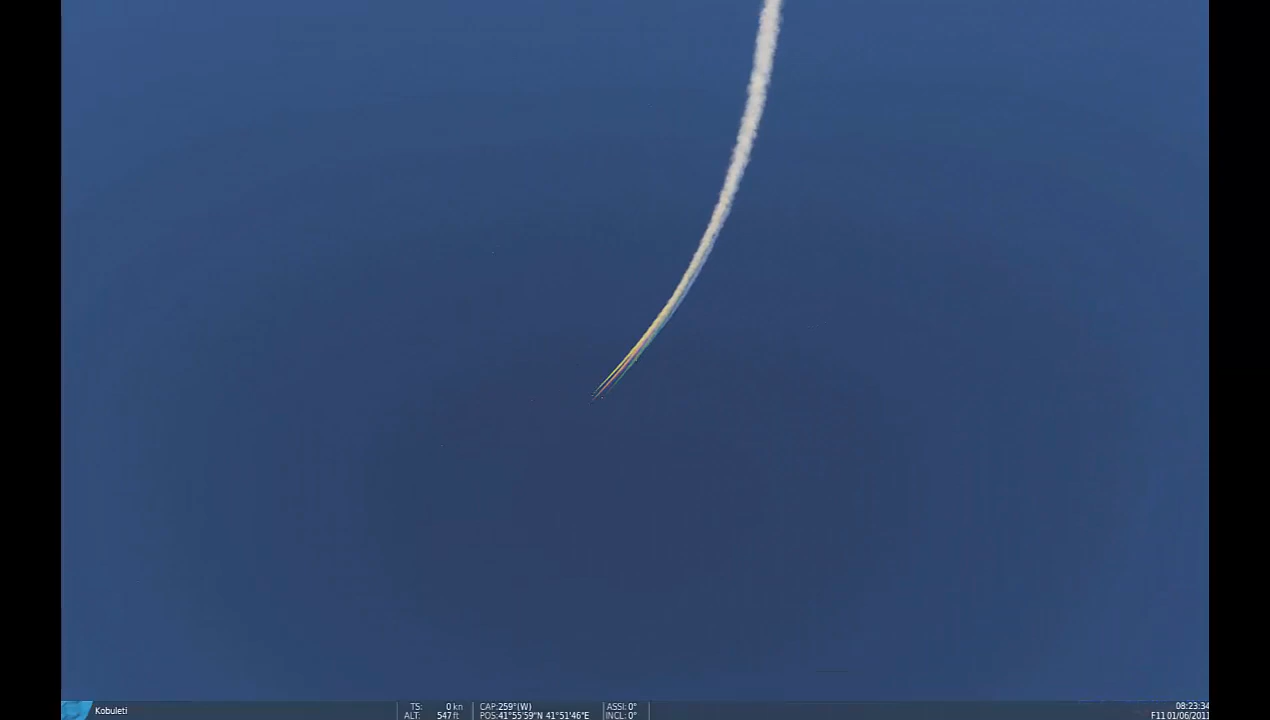 Kobuleti
TS: 0 kn
ALT: 547 ft
CAP:259°(W)
POS:41°55'59"N 41°51'46"E
ASSI: 0°
INCL: 0°
08:23:34
F11 01/06/2011